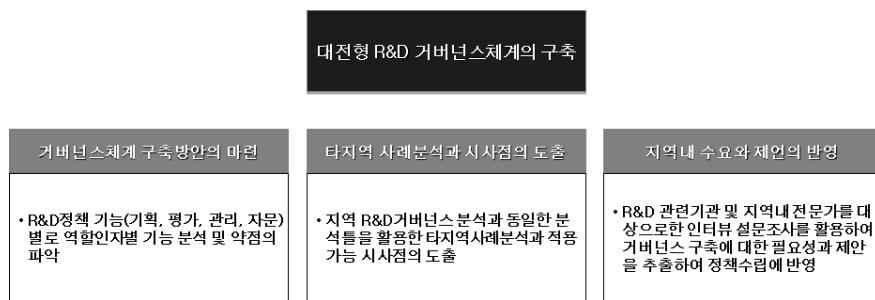 대전형 R&D 거버넌스체계의 구축
거버넌스체계 구축방안의 마련
• R&D정책 기능(기획, 평가, 관리, 자문)
별로 역할인자별 기능 분석 및 약점의
파악
타지역 사례분석과 시사점의 도출
• 지역 R&D거버넌스 분석과 동일한 분
석틀을 활용한 타지역사례분석과 적용
가능 시사점의 도출
지역내 수요와 제언의 반영
• R&D 관련기관 및 지역내 전문가를 대
상으로한 인터뷰 설문조사를 활용하여
거버넌스 구축에 대한 필요성과 제안
을 추출하여 정책수립에 반영